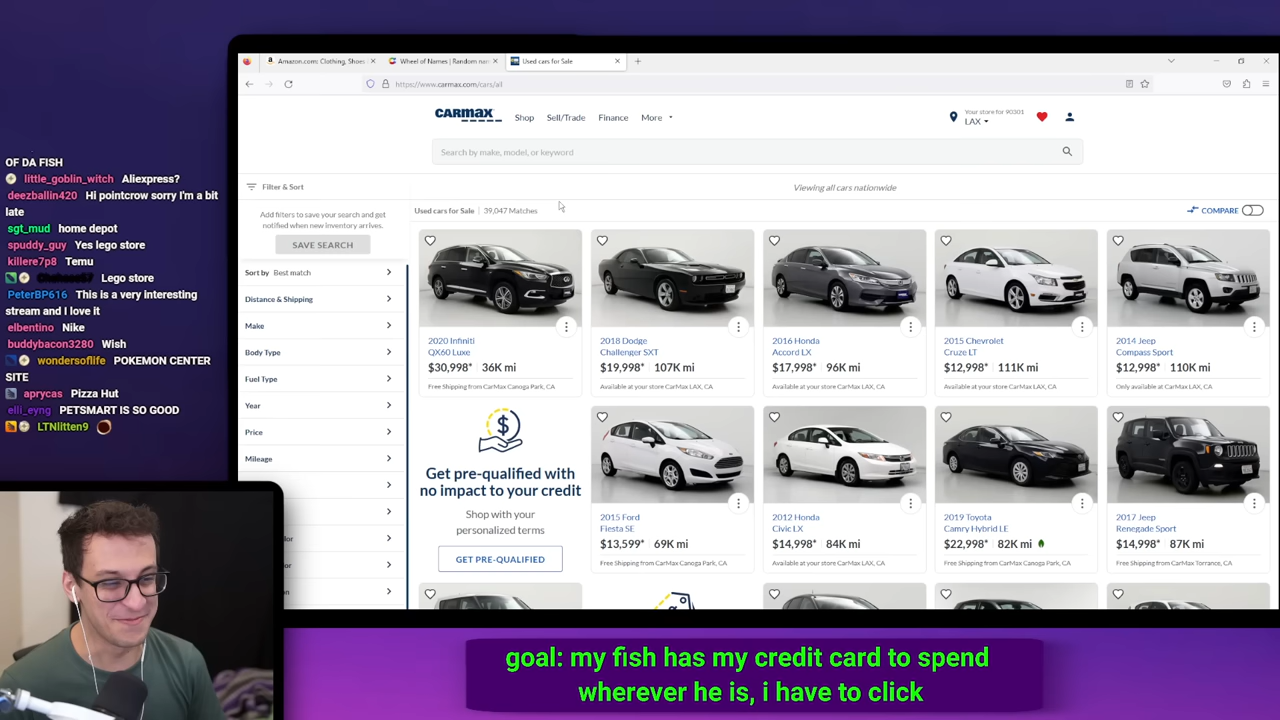 Amazon.com: Clothing, Shoes
Wheel of Names | Random nam
Used cars for Sale
https://www.carmax.com/cars/all
CARMAX
Shop
Sell/Trade
Finance
More
Your store for 90301
LAX
Search by make, model, or keyword
Filter & Sort
Viewing all cars nationwide
Add filters to save your search and get
notified when new inventory arrives.
SAVE SEARCH
Used cars for Sale | 39,047 Matches
COMPARE
Sort by Best match
Distance & Shipping
Make
Body Type
Fuel Type
Year
Price
Mileage
2020 Infiniti
QX60 Luxe
$30,998* 36K mi
Free Shipping from CarMax Canoga Park, CA
2018 Dodge
Challenger SXT
$19,998* 107K mi
Available at your store CarMax LAX, CA
2016 Honda
Accord LX
$17,998* 96K mi
Available at your store CarMax LAX, CA
2015 Chevrolet
Cruze LT
$12,998* 111K mi
Available at your store CarMax LAX, CA
2014 Jeep
Compass Sport
$12,998* 110K mi
Only available at CarMax LAX, CA
$
Get pre-qualified with
no impact to your credit
Shop with your
personalized terms
GET PRE-QUALIFIED
2015 Ford
Fiesta SE
$13,599* 69K mi
Free Shipping from CarMax Canoga Park, CA
2012 Honda
Civic LX
$14,998* 84K mi
Available at your store CarMax LAX, CA
2019 Toyota
Camry Hybrid LE
$22,998* 82K mi
Free Shipping from CarMax Canoga Park, CA
2017 Jeep
Renegade Sport
$14,998* 87K mi
Free Shipping from CarMax Torrance, CA
OF DA FISH
little_goblin_witch Aliexpress?
deezballin420 Hi pointcrow sorry I'm a bit
late
sgt_mud home depot
spuddy_guy Yes lego store
killere7p8 Temu
Lego store
PeterBP616 This is a very interesting
stream and I love it
elbentino Nike
buddybacon3280 Wish
wondersoflife POKEMON CENTER
SITE
aprycas Pizza Hut
elli_eyng PETSMART IS SO GOOD
LTNlitten9
goal: my fish has my credit card to spend
wherever he is, i have to click